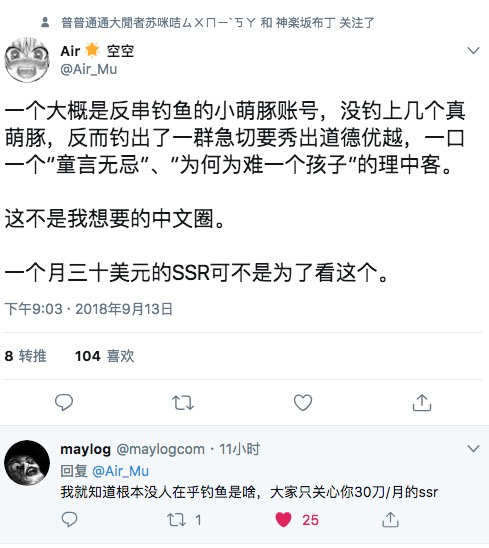 普普通通大閒者苏咪咭ㄙㄨㄇㄧˋㄎㄚ 和 神楽坂布丁 关注了
Air 空空
@Air_Mu
一个大概是反串钓鱼的小萌豚账号，没钓上几个真
萌豚，反而钓出了一群急切要秀出道德优越，一口
一个“童言无忌”、“为何为难一个孩子”的理中客。
这不是我想要的中文圈。
一个月三十美元的SSR可不是为了看这个。
下午9:03 · 2018年9月13日
8 转推 104 喜欢
maylog @maylogcom · 11小时
回复 @Air_Mu
我就知道根本没人在乎钓鱼是啥，大家只关心你30刀/月的ssr
1 25